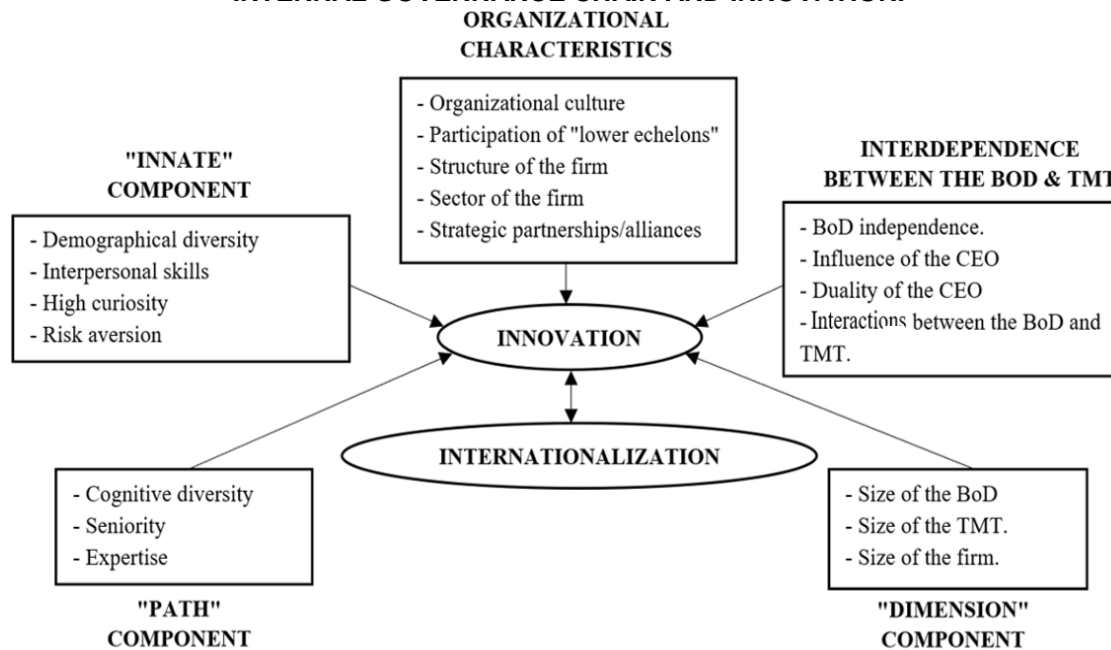 ORGANIZATIONAL
CHARACTERISTICS
- Organizational culture
- Participation of "lower echelons"
- Structure of the firm
- Sector of the firm
- Strategic partnerships/alliances
"INNATE"
COMPONENT
- Demographical diversity
- Interpersonal skills
- High curiosity
- Risk aversion
INTERDEPENDENCE
BETWEEN THE BOD & TMT
- BoD independence.
- Influence of the CEO
- Duality of the CEO
- Interactions between the BoD and
TMT.
INNOVATION
INTERNATIONALIZATION
- Cognitive diversity
- Seniority
- Expertise
"PATH"
COMPONENT
- Size of the BoD
- Size of the TMT.
- Size of the firm.
"DIMENSION"
COMPONENT